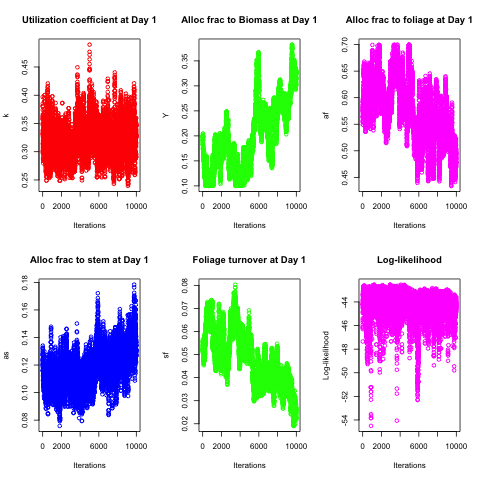 Utilization coefficient at Day 1
k
0.25 0.30 0.35 0.40 0.45
0 2000 6000 10000
Iterations
Alloc frac to Biomass at Day 1
Y
0.10 0.15 0.20 0.25 0.30 0.35
0 2000 6000 10000
Iterations
Alloc frac to foliage at Day 1
af
0.45 0.50 0.55 0.60 0.65 0.70
0 2000 6000 10000
Iterations
Alloc frac to stem at Day 1
as
0.08 0.10 0.12 0.14 0.16 0.18
0 2000 6000 10000
Iterations
Foliage turnover at Day 1
sf
0.02 0.03 0.04 0.05 0.06 0.07 0.08
0 2000 6000 10000
Iterations
Log-likelihood
Log-likelihood
-54 -52 -50 -48 -46 -44
0 2000 6000 10000
Iterations